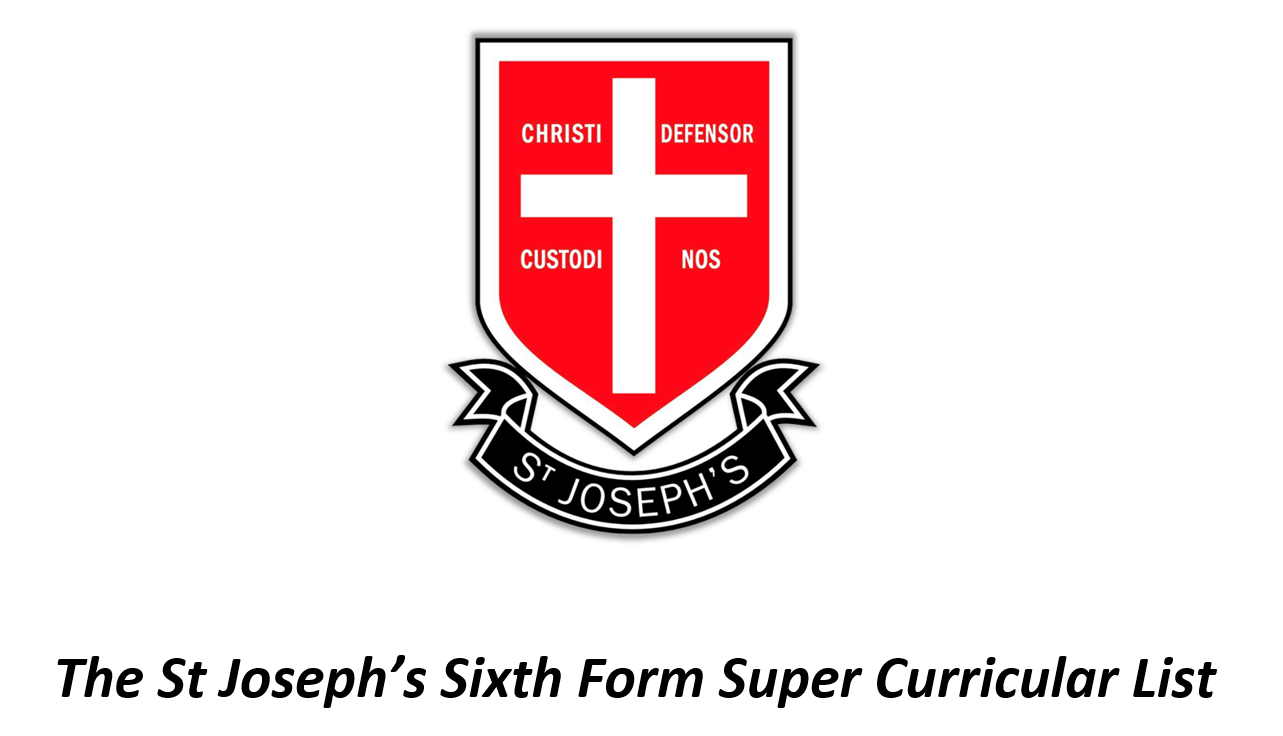 CHRISTI DEFENSOR
CUSTODI NOS
ST JOSEPH'S
The St Joseph’s Sixth Form Super Curricular List